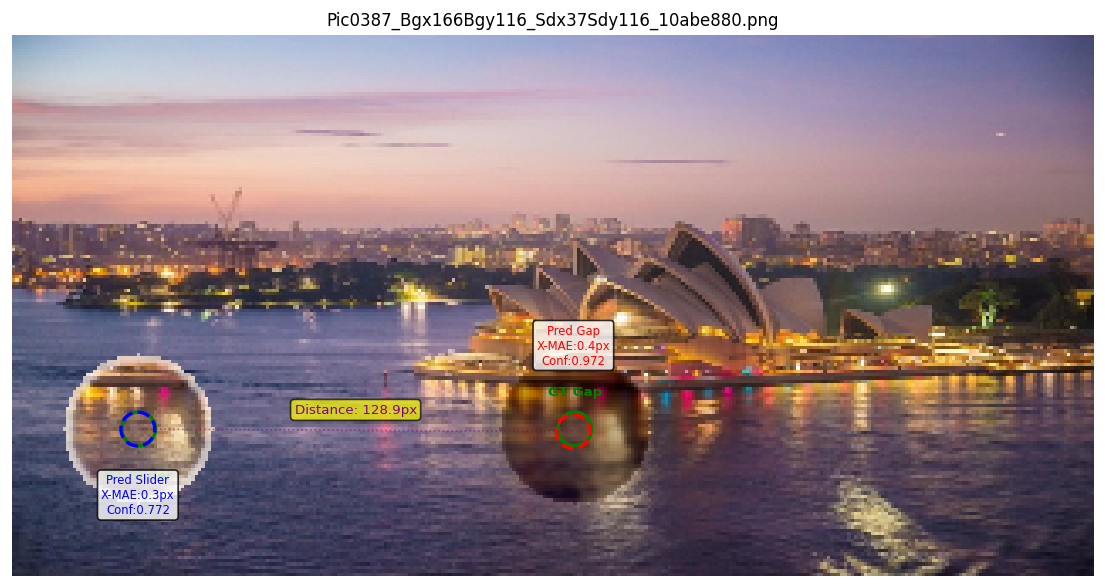 Pic0387_Bgx166Bgy116_Sdx37Sdy116_10abe880.png
Pred Gap
X-MAE:0.4px
Conf:0.972
GT Gap
Distance: 128.9px
Pred Slider
X-MAE:0.3px
Conf:0.772